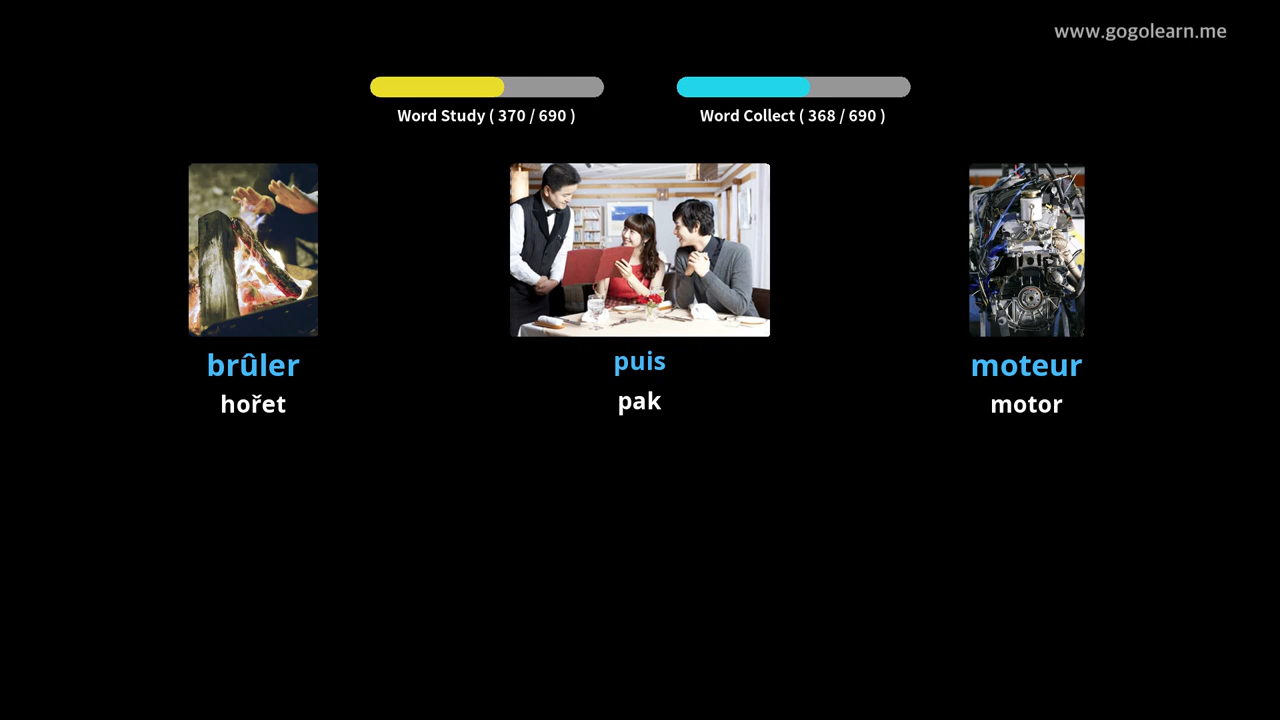 www.gogolearn.me
Word Study ( 370 / 690 )
Word Collect ( 368 / 690 )
brûler
hořet
puis
pak
moteur
motor